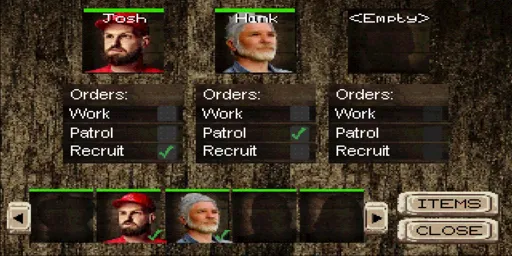 Josh Hank <Empty>
Orders: Orders: Orders:
Work Work Work
Patrol Patrol Patrol
Recruit Recruit Recruit
ITEMS
CLOSE